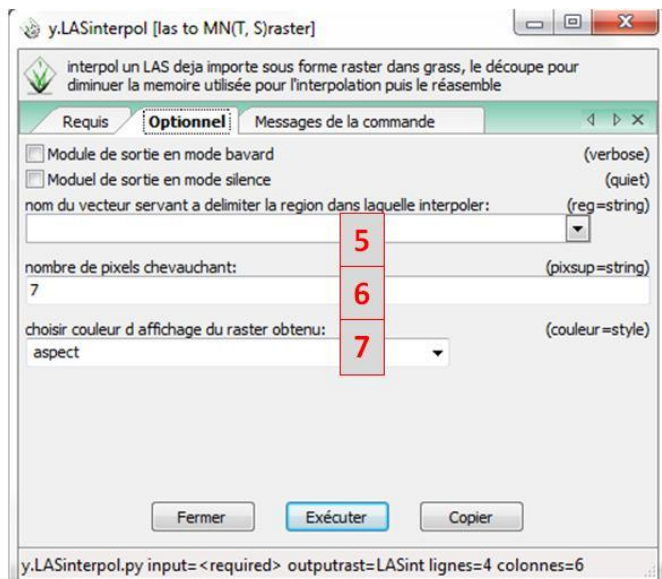 y.LASinterpol [las to MN(T, S)raster]
interpol un LAS deja importe sous forme raster dans grass, le découpe pour
diminuer la memoire utilisée pour l'interpolation puis le réasemble
Requis Optionnel Messages de la commande
Module de sortie en mode bavard (verbose)
Moduel de sortie en mode silence (quiet)
nom du vecteur servant a delimiter la region dans laquelle interpoler: (reg=string)
5
nombre de pixels chevauchant: (pixsup=string)
7 6
choisir couleur d affichage du raster obtenu: (couleur=style)
aspect 7
Fermer Exécuter Copier
y.LASinterpol.py input=<required> outputrast=LASint lignes=4 colonnes=6